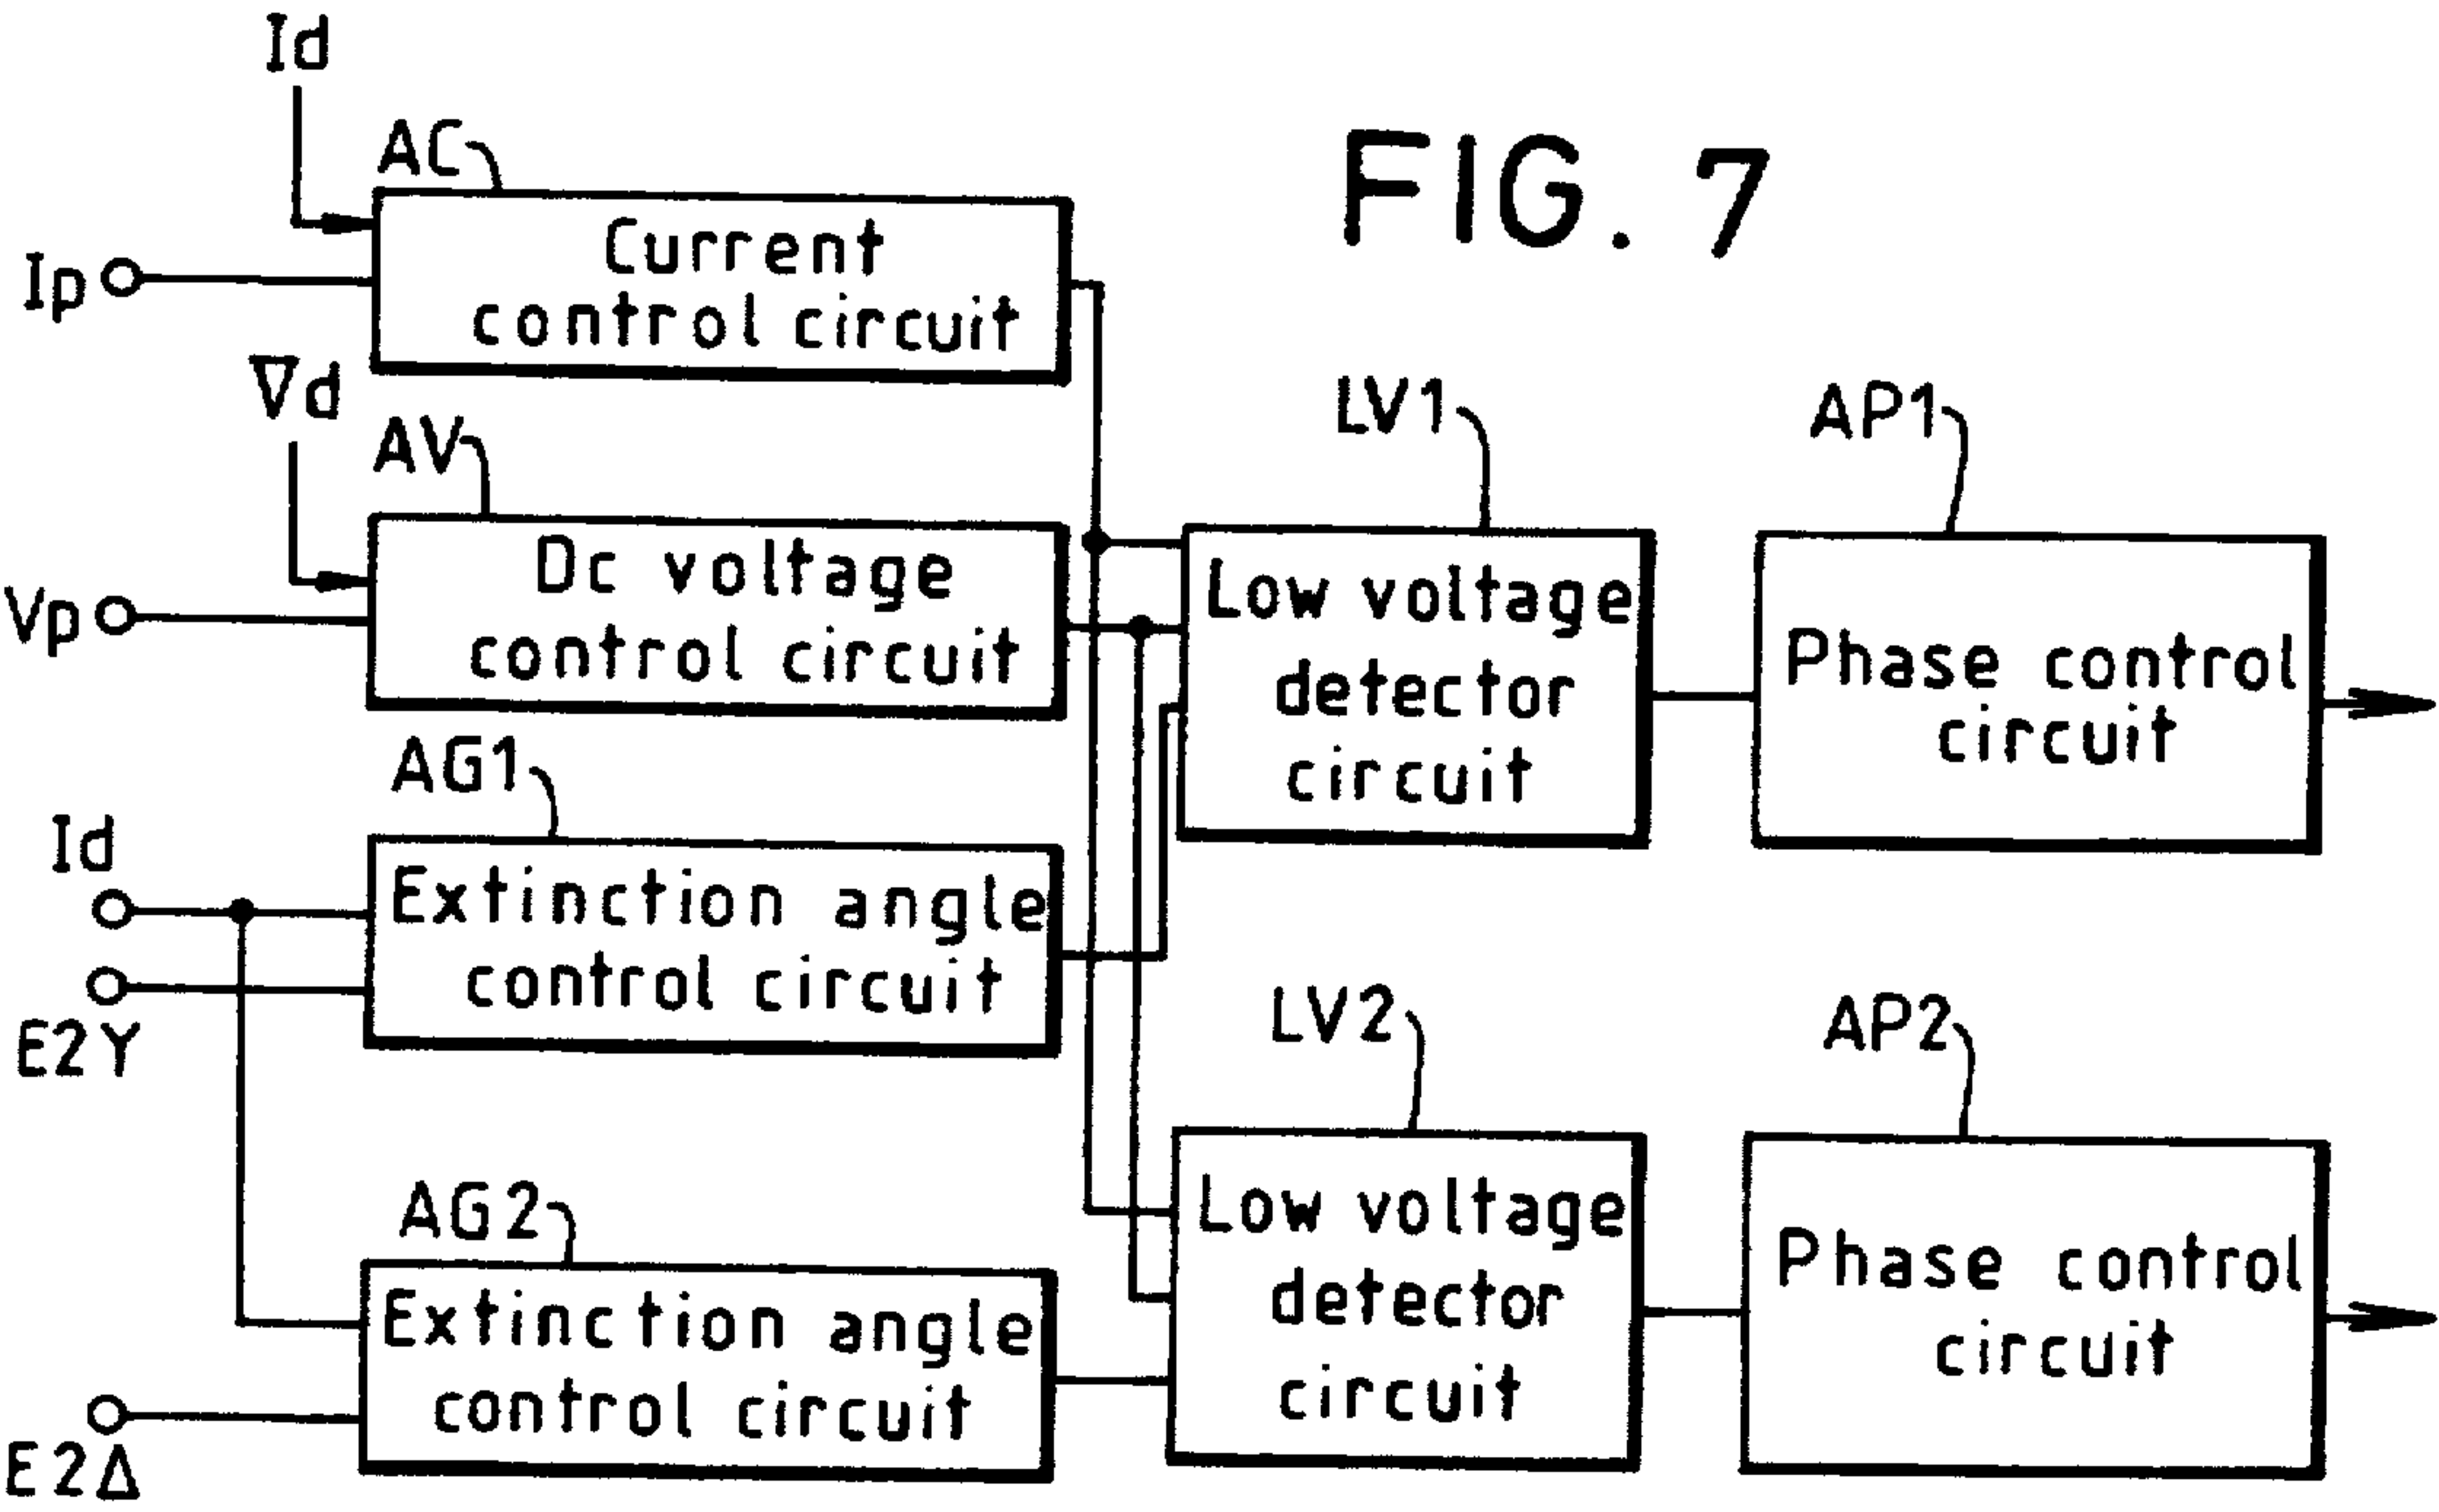 FIG. 7
Id
AC
Ip
Current
control circuit
Vd
AV
Vp
Dc voltage
control circuit
LV1
Low voltage
detector
circuit
AP1
Phase control
circuit
AG1
Id
E2Y
Extinction angle
control circuit
LV2
Low voltage
detector
circuit
AP2
Phase control
circuit
AG2
Extinction angle
control circuit
E2Δ